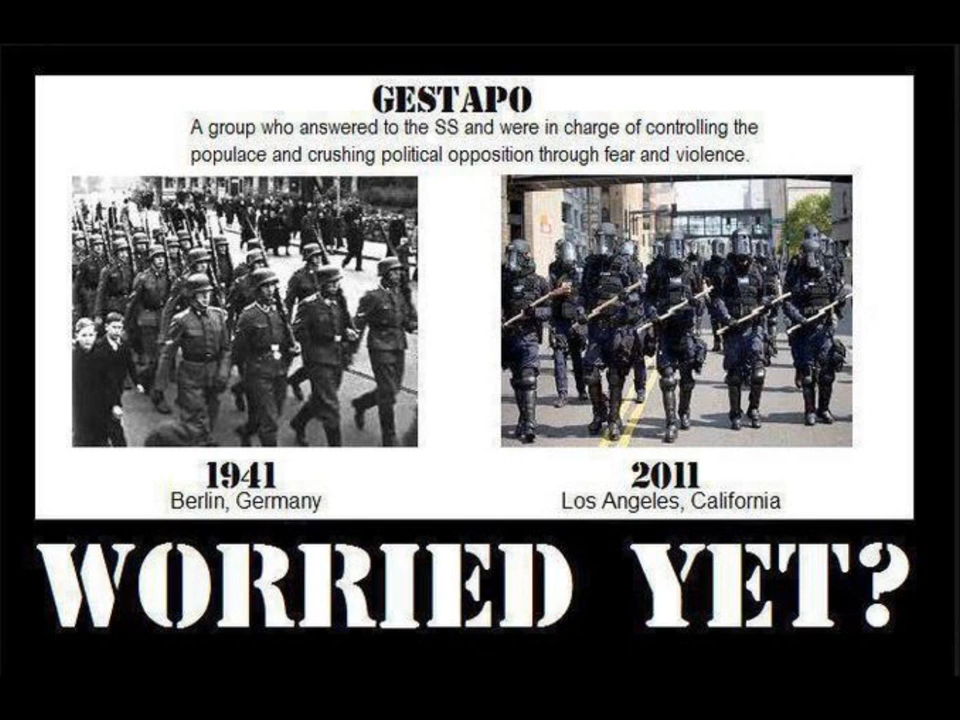 GESTAPO
A group who answered to the SS and were in charge of controlling the
populace and crushing political opposition through fear and violence.
1941
Berlin, Germany
2011
Los Angeles, California
WORRIED YET?